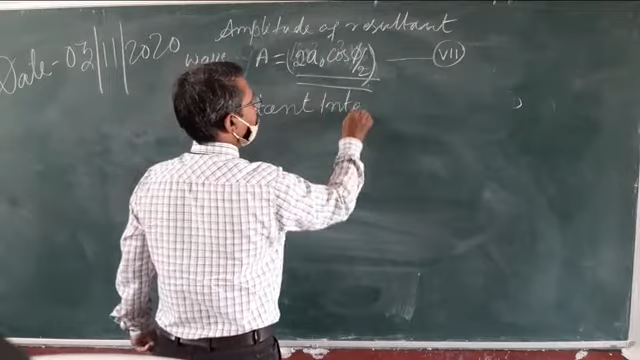 Date-03/11/2020
Amplitude of resultant
wave A = (2a₀ cos φ/2) — (VII)
tant Inte